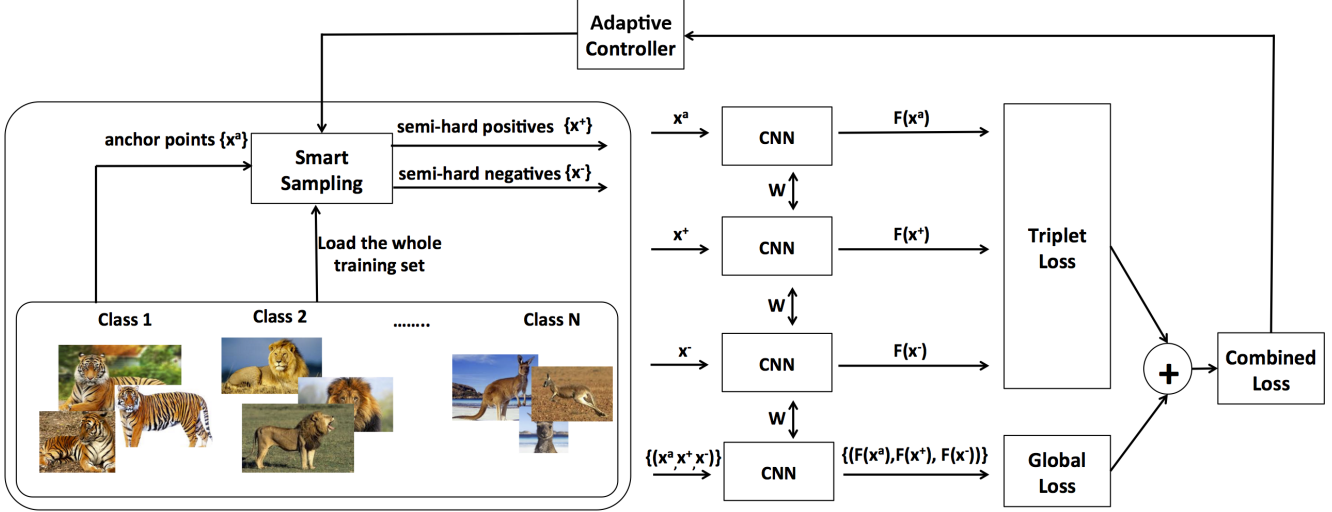 Adaptive
Controller
anchor points {xᵃ}
Smart
Sampling
semi-hard positives {x⁺}
semi-hard negatives {x⁻}
Load the whole
training set
Class 1
Class 2
........
Class N
xᵃ
CNN
F(xᵃ)
W
x⁺
CNN
F(x⁺)
W
x⁻
CNN
F(x⁻)
W
{(xᵃ,x⁺,x⁻)}
CNN
{(F(xᵃ),F(x⁺), F(x⁻))}
Triplet
Loss
Global
Loss
+
Combined
Loss